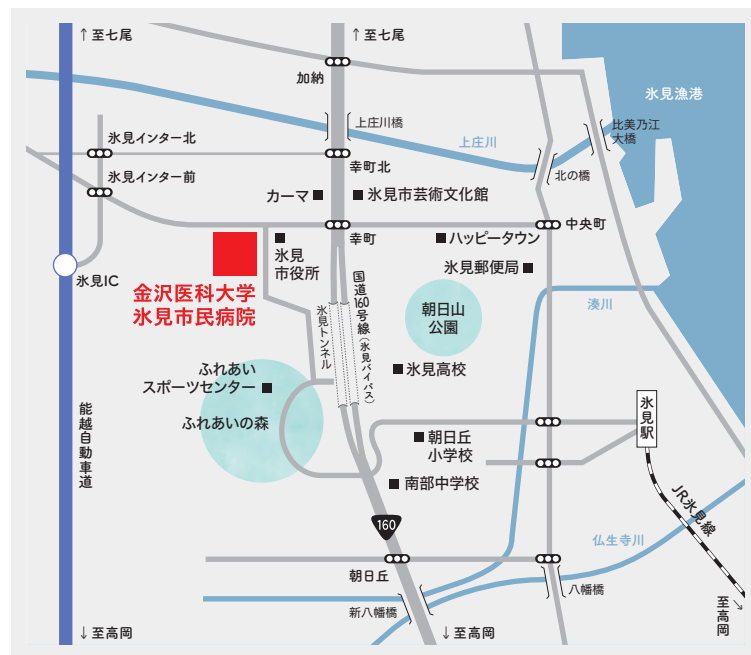 ↑至七尾
↑至七尾
加納
氷見漁港
上庄川橋
上庄川
比美乃江
大橋
氷見インター北
幸町北
北の橋
氷見インター前
カーマ
氷見市芸術文化館
幸町
中央町
氷見
市役所
ハッピータウン
氷見郵便局
氷見IC
金沢医科大学
氷見市民病院
国道160号線(氷見バイパス)
氷見トンネル
朝日山
公園
湊川
ふれあい
スポーツセンター
氷見高校
ふれあいの森
能越自動車道
朝日丘
小学校
氷見駅
南部中学校
JR氷見線
160
仏生寺川
朝日丘
八幡橋
新八幡橋
至高岡→
↓至高岡
↓至高岡